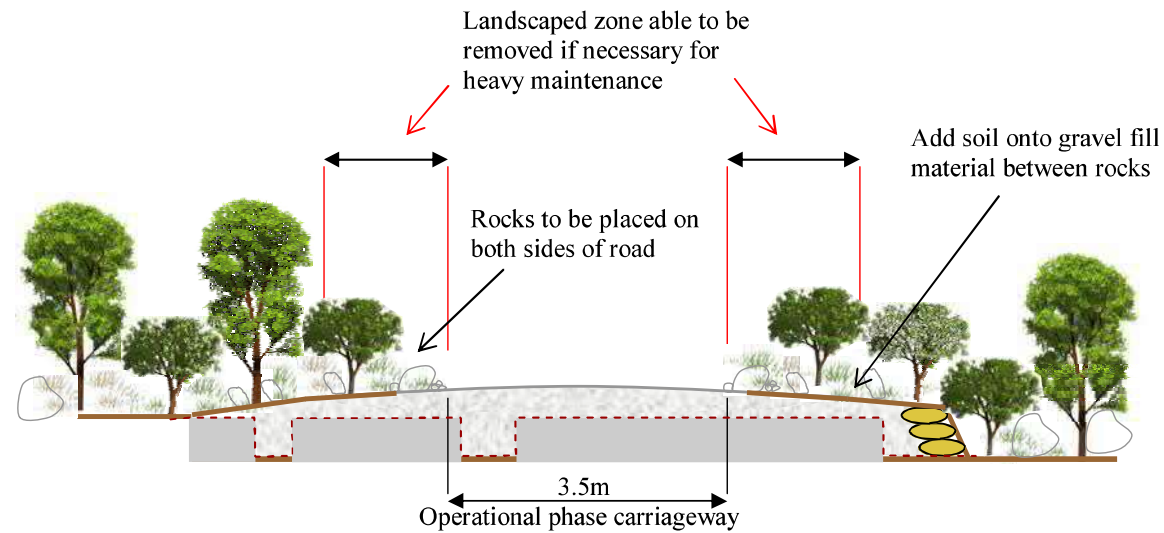 Landscaped zone able to be
removed if necessary for
heavy maintenance
Add soil onto gravel fill
material between rocks
Rocks to be placed on
both sides of road
3.5m
Operational phase carriageway